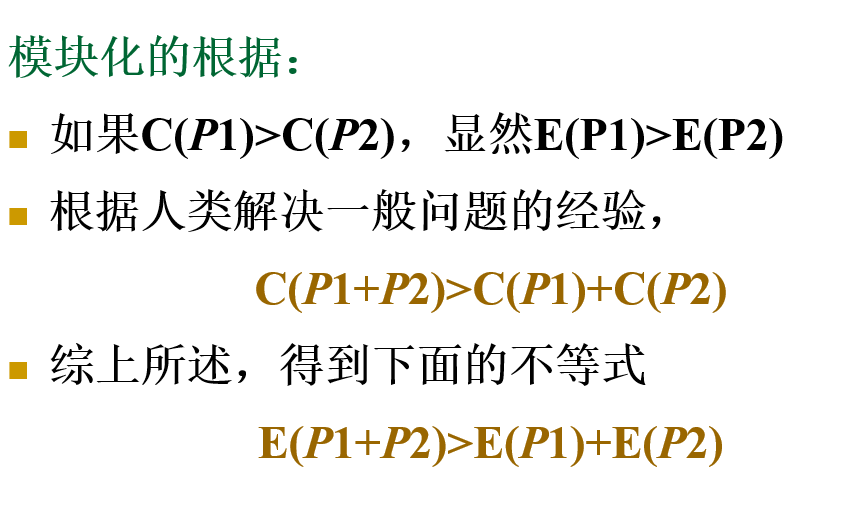 模块化的根据：
如果C(P1)>C(P2)，显然E(P1)>E(P2)
根据人类解决一般问题的经验，
C(P1+P2)>C(P1)+C(P2)
综上所述，得到下面的不等式
E(P1+P2)>E(P1)+E(P2)